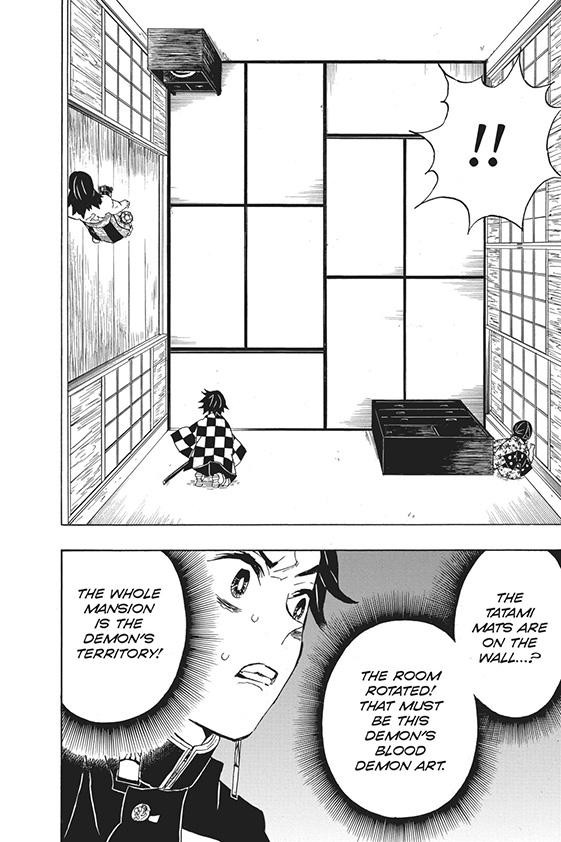 !!
THE
TATAMI
MATS ARE
ON THE
WALL...?
THE ROOM
ROTATED!
THAT MUST
BE THIS
DEMON'S
BLOOD
DEMON ART.
THE WHOLE
MANSION
IS THE
DEMON'S
TERRITORY!